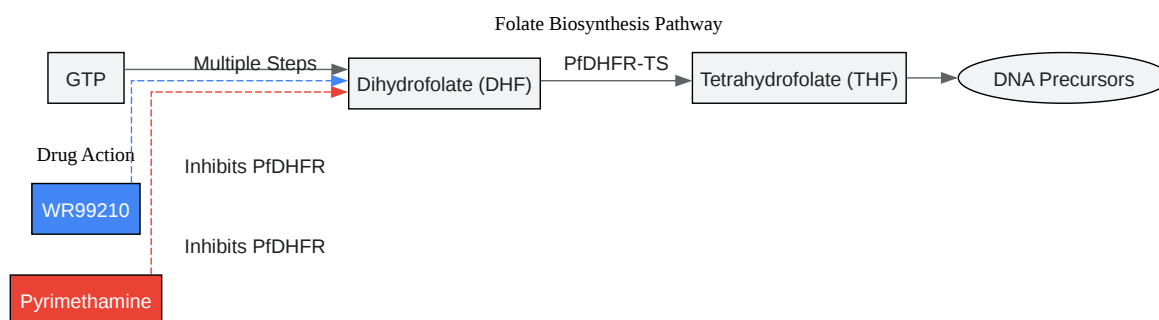 Folate Biosynthesis Pathway
GTP
Multiple Steps
Dihydrofolate (DHF)
PfDHFR-TS
Tetrahydrofolate (THF)
DNA Precursors
Drug Action
Inhibits PfDHFR
WR99210
Inhibits PfDHFR
Pyrimethamine